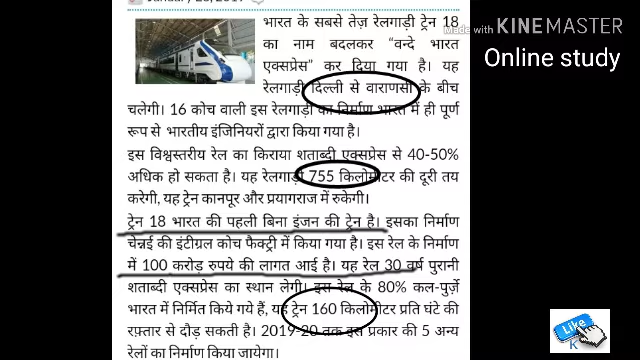 January 28, 2019
Made with KINEMASTER
Online study
भारत के सबसे तेज़ रेलगाड़ी ट्रेन 18
का नाम बदलकर “वन्दे भारत
एक्सप्रेस” कर दिया गया है। यह
रेलगाड़ी दिल्ली से वाराणसी के बीच
चलेगी। 16 कोच वाली इस रेलगाड़ी का निर्माण भारत में ही पूर्ण
रूप से भारतीय इंजिनियरों द्वारा किया गया है।
इस विश्वस्तरीय रेल का किराया शताब्दी एक्सप्रेस से 40-50%
अधिक हो सकता है। यह रेलगाड़ी 755 किलोमीटर की दूरी तय
करेगी, यह ट्रेन कानपुर और प्रयागराज में रुकेगी।
ट्रेन 18 भारत की पहली बिना इंजन की ट्रेन है। इसका निर्माण
चेन्नई की इंटीग्रल कोच फैक्ट्री में किया गया है। इस रेल के निर्माण
में 100 करोड़ रुपये की लागत आई है। यह रेल 30 वर्ष पुरानी
शताब्दी एक्सप्रेस का स्थान लेगी। इस रेल के 80% कल-पुर्ज़े
भारत में निर्मित किये गये हैं, यह ट्रेन 160 किलोमीटर प्रति घंटे की
रफ़्तार से दौड़ सकती है। 2019-20 तक इस प्रकार की 5 अन्य
रेलों का निर्माण किया जायेगा।
Like
K